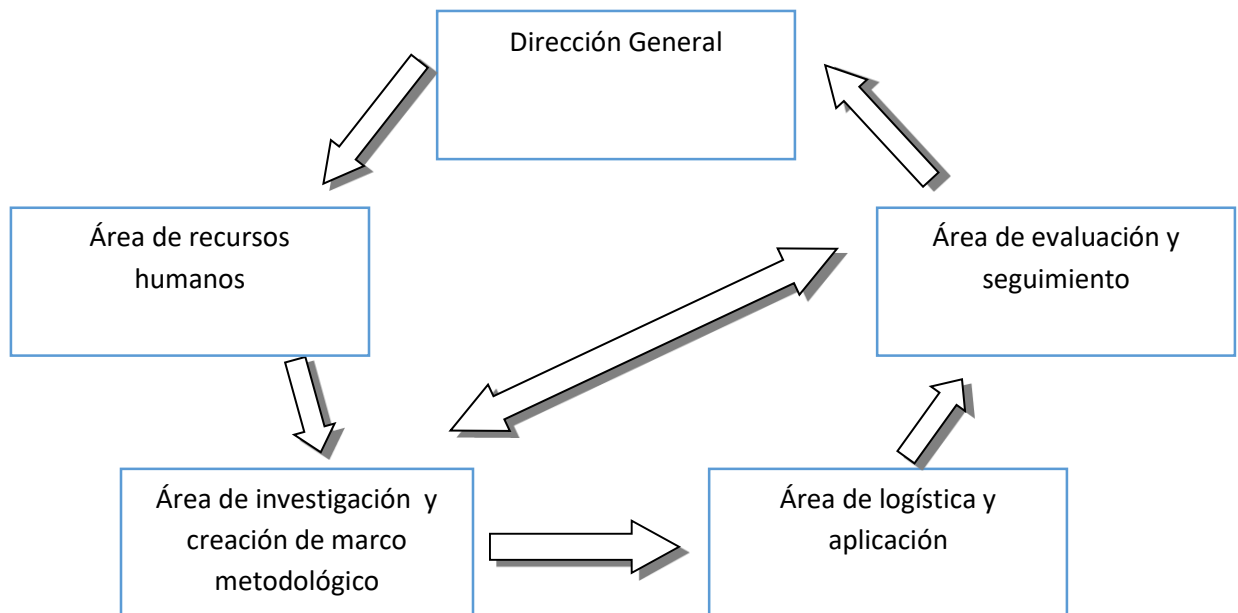 Dirección General
Área de recursos
humanos
Área de evaluación y
seguimiento
Área de investigación  y
creación de marco
metodológico
Área de logística y
aplicación